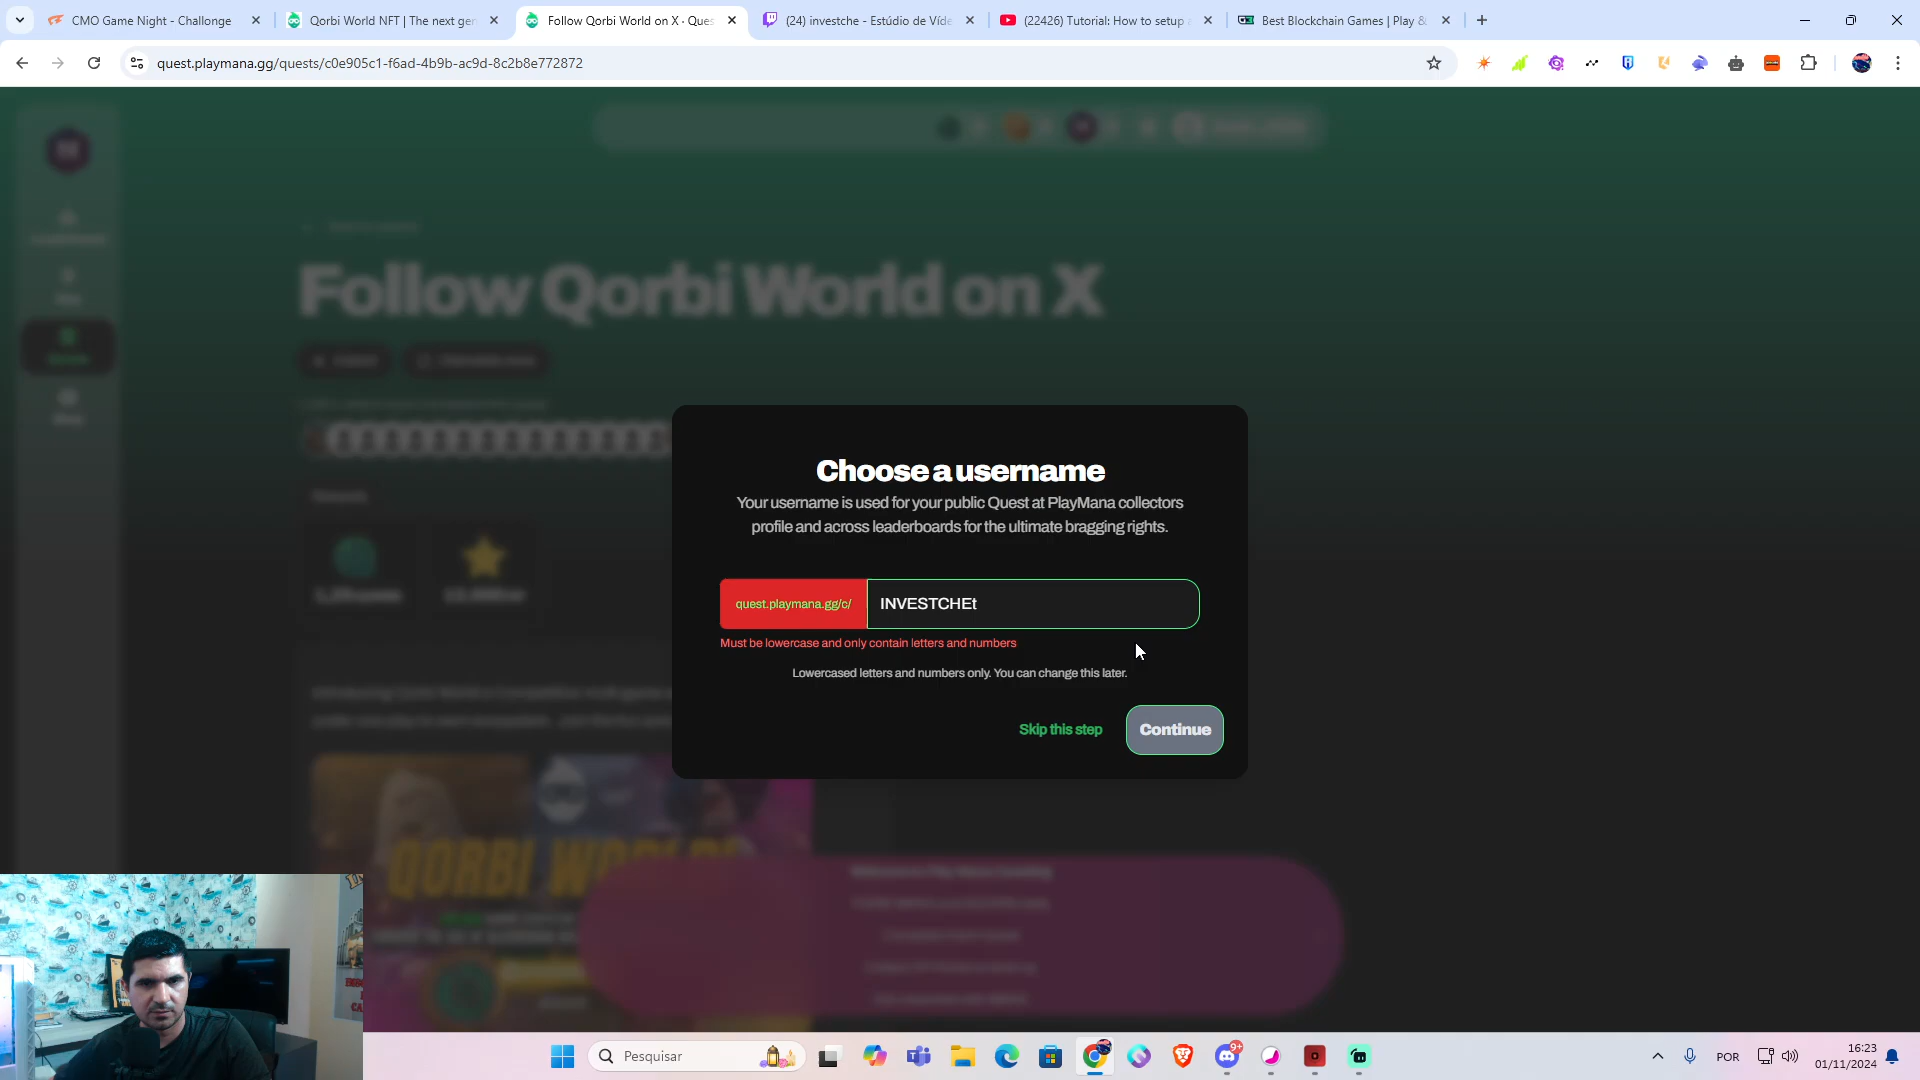 CMO Game Night - Challonge
Qorbi World NFT | The next gen
Follow Qorbi World on X · Ques
(24) investche - Estúdio de Víde
(22426) Tutorial: How to setup a
Best Blockchain Games | Play &
quest.playmana.gg/quests/c0e905c1-f6ad-4b9b-ac9d-8c2b8e772872
Follow Qorbi World on X
Choose a username
Your username is used for your public Quest at PlayMana collectors
profile and across leaderboards for the ultimate bragging rights.
quest.playmana.gg/c/
INVESTCHEt
Must be lowercase and only contain letters and numbers
Lowercased letters and numbers only. You can change this later.
Skip this step
Continue
QORBI WORLD
Pesquisar
9+
POR
16:23
01/11/2024